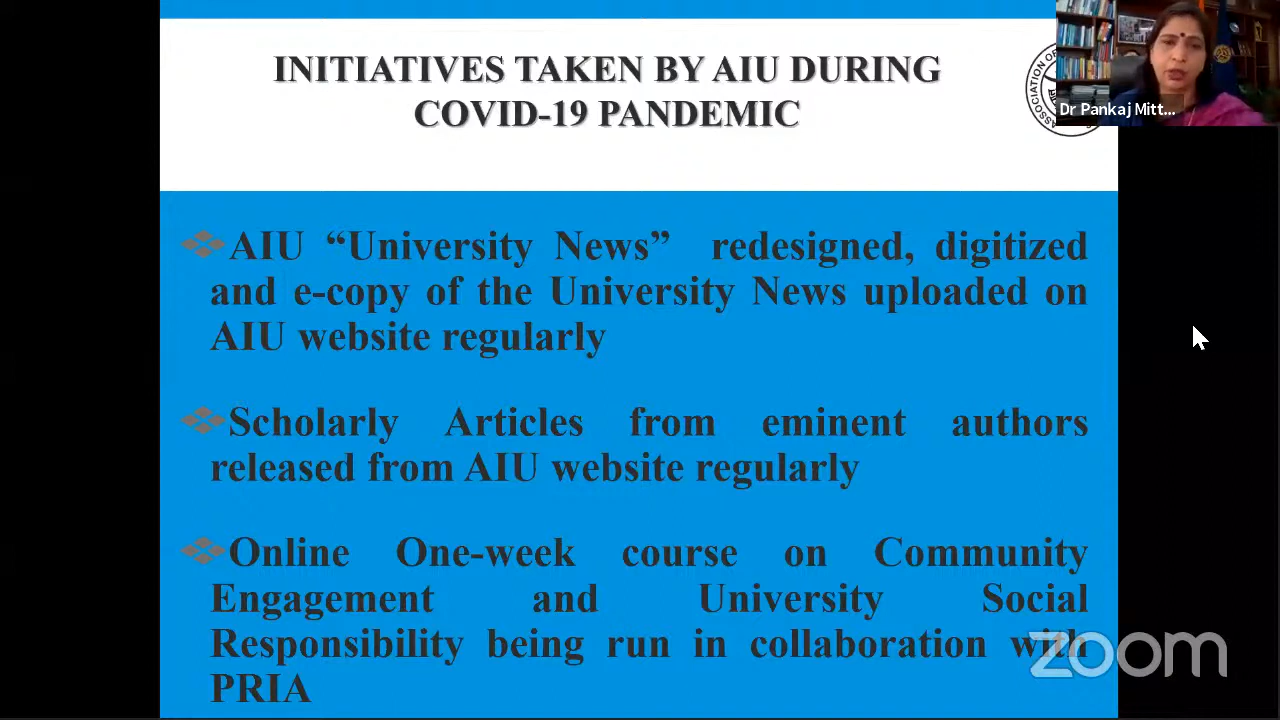 INITIATIVES TAKEN BY AIU DURING
COVID-19 PANDEMIC
ASSOCIATION OF
Dr Pankaj Mitt...
AIU “University News” redesigned, digitized
and e-copy of the University News uploaded on
AIU website regularly
Scholarly Articles from eminent authors
released from AIU website regularly
Online One-week course on Community
Engagement and University Social
Responsibility being run in collaboration with
PRIA
zoom